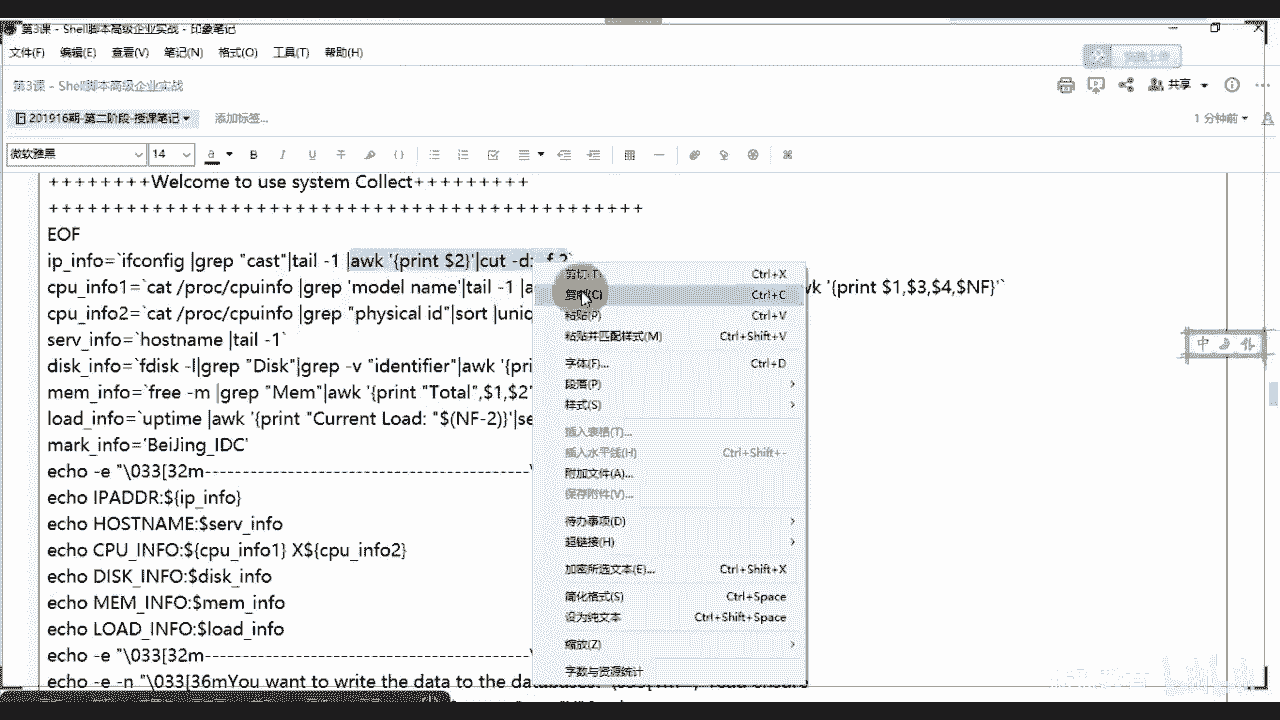 第3课 - Shell脚本高级企业实战 - 印象笔记
文件(F) 编辑(E) 查看(V) 笔记(N) 格式(O) 工具(T) 帮助(H)
第3课 - Shell脚本高级企业实战
共享
201916期-第二阶段-授课笔记 添加标签...
1 分钟前
微软雅黑 14
++++++++Welcome to use system Collect+++++++++
++++++++++++++++++++++++++++++++++++++++++++++
EOF
ip_info=`ifconfig |grep "cast"|tail -1 |awk '{print $2}'|cut -d: -f 2`
cpu_info1=`cat /proc/cpuinfo |grep 'model name'|tail -1 |a wk '{print $1,$3,$4,$NF}'`
cpu_info2=`cat /proc/cpuinfo |grep "physical id"|sort |uniq
serv_info=`hostname |tail -1`
disk_info=`fdisk -l|grep "Disk"|grep -v "identifier"|awk '{pri
mem_info=`free -m |grep "Mem"|awk '{print "Total",$1,$2"
load_info=`uptime |awk '{print "Current Load: "$(NF-2)}'|se
mark_info='BeiJing_IDC'
echo -e "\033[32m-------------------------------------------\
echo IPADDR:${ip_info}
echo HOSTNAME:$serv_info
echo CPU_INFO:${cpu_info1} X${cpu_info2}
echo DISK_INFO:$disk_info
echo MEM_INFO:$mem_info
echo LOAD_INFO:$load_info
echo -e "\033[32m-------------------------------------------\
echo -e -n "\033[36mYou want to write the data to the databases?
剪切(T) Ctrl+X
复制(C) Ctrl+C
粘贴(P) Ctrl+V
粘贴并匹配样式(M) Ctrl+Shift+V
字体(F)... Ctrl+D
段落(P)
样式(S)
插入表格(T)...
插入水平线(H) Ctrl+Shift+-
附加文件(A)...
保存附件(V)...
待办事项(D)
超链接(H)
加密所选文本(E)... Ctrl+Shift+X
简化格式(S) Ctrl+Space
设为纯文本 Ctrl+Shift+Space
缩放(Z)
字数与资源统计
中